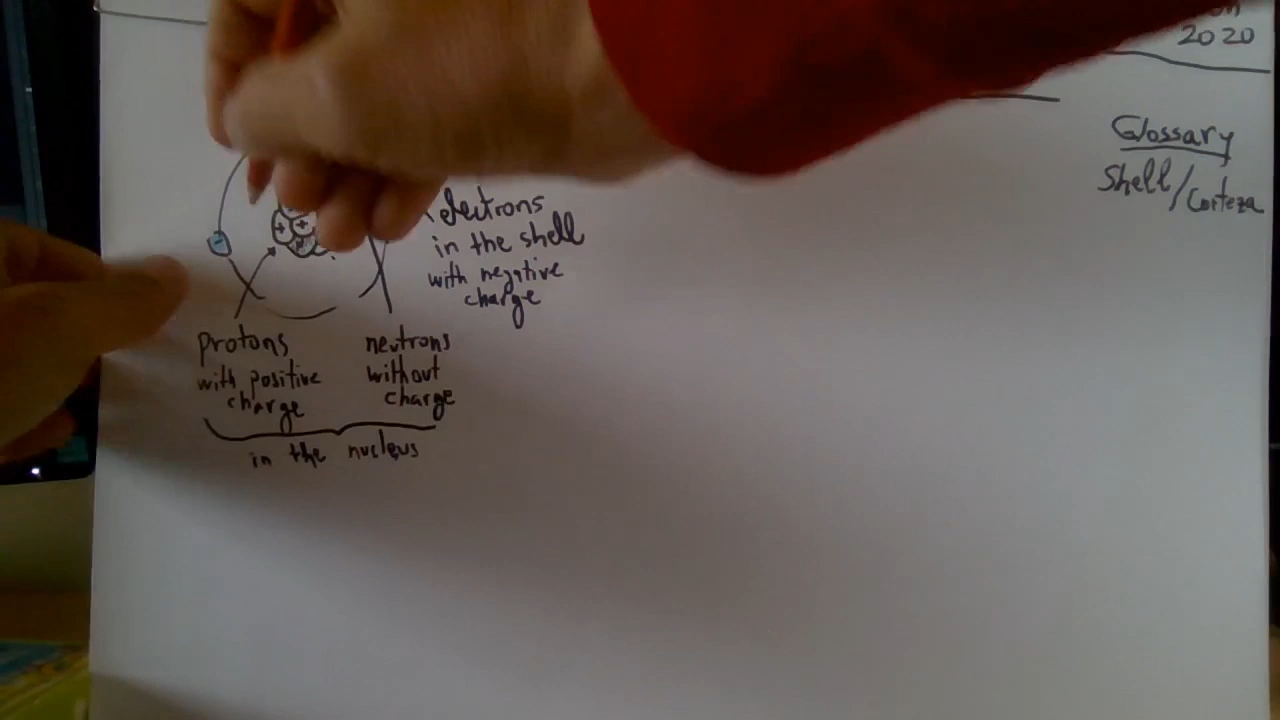 2020
Glossary
Shell/Corteza
electrons
in the shell
with negative
charge
protons
with positive
charge
neutrons
without
charge
in the nucleus